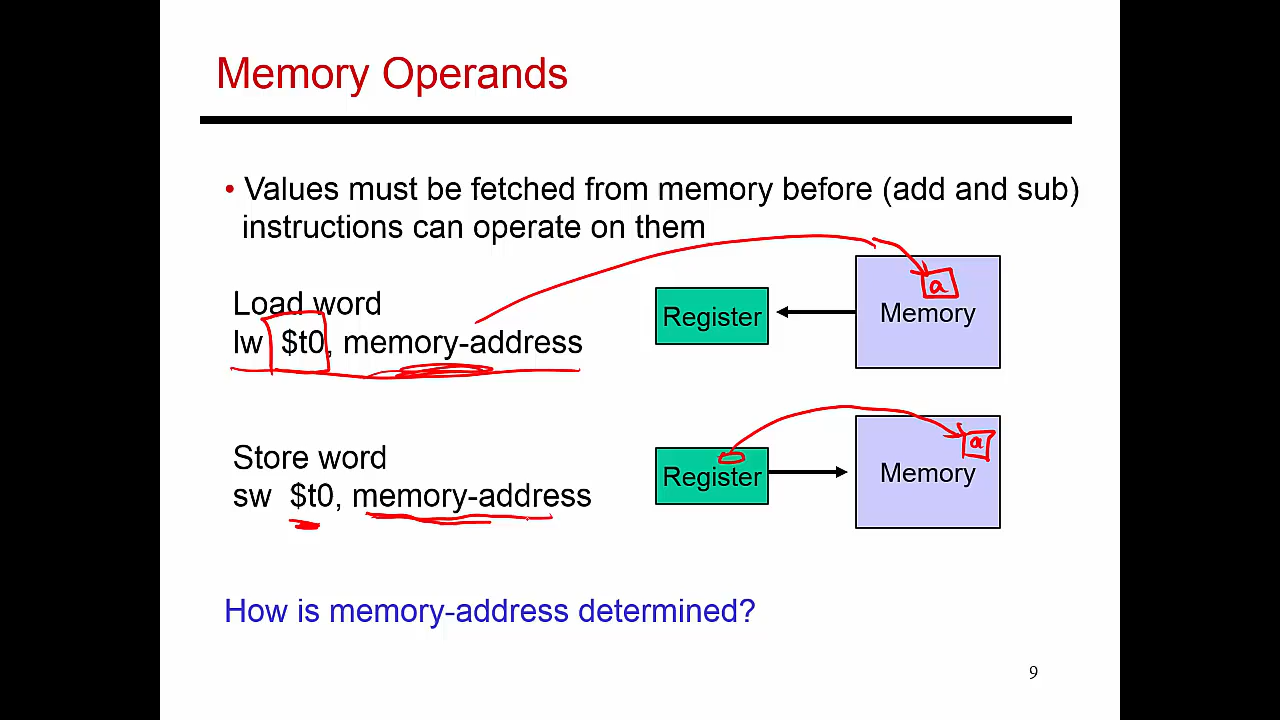 Memory Operands
• Values must be fetched from memory before (add and sub)
instructions can operate on them
Load word
lw $t0, memory-address
Register
a
Memory
Store word
sw $t0, memory-address
Register
a
Memory
How is memory-address determined?
9